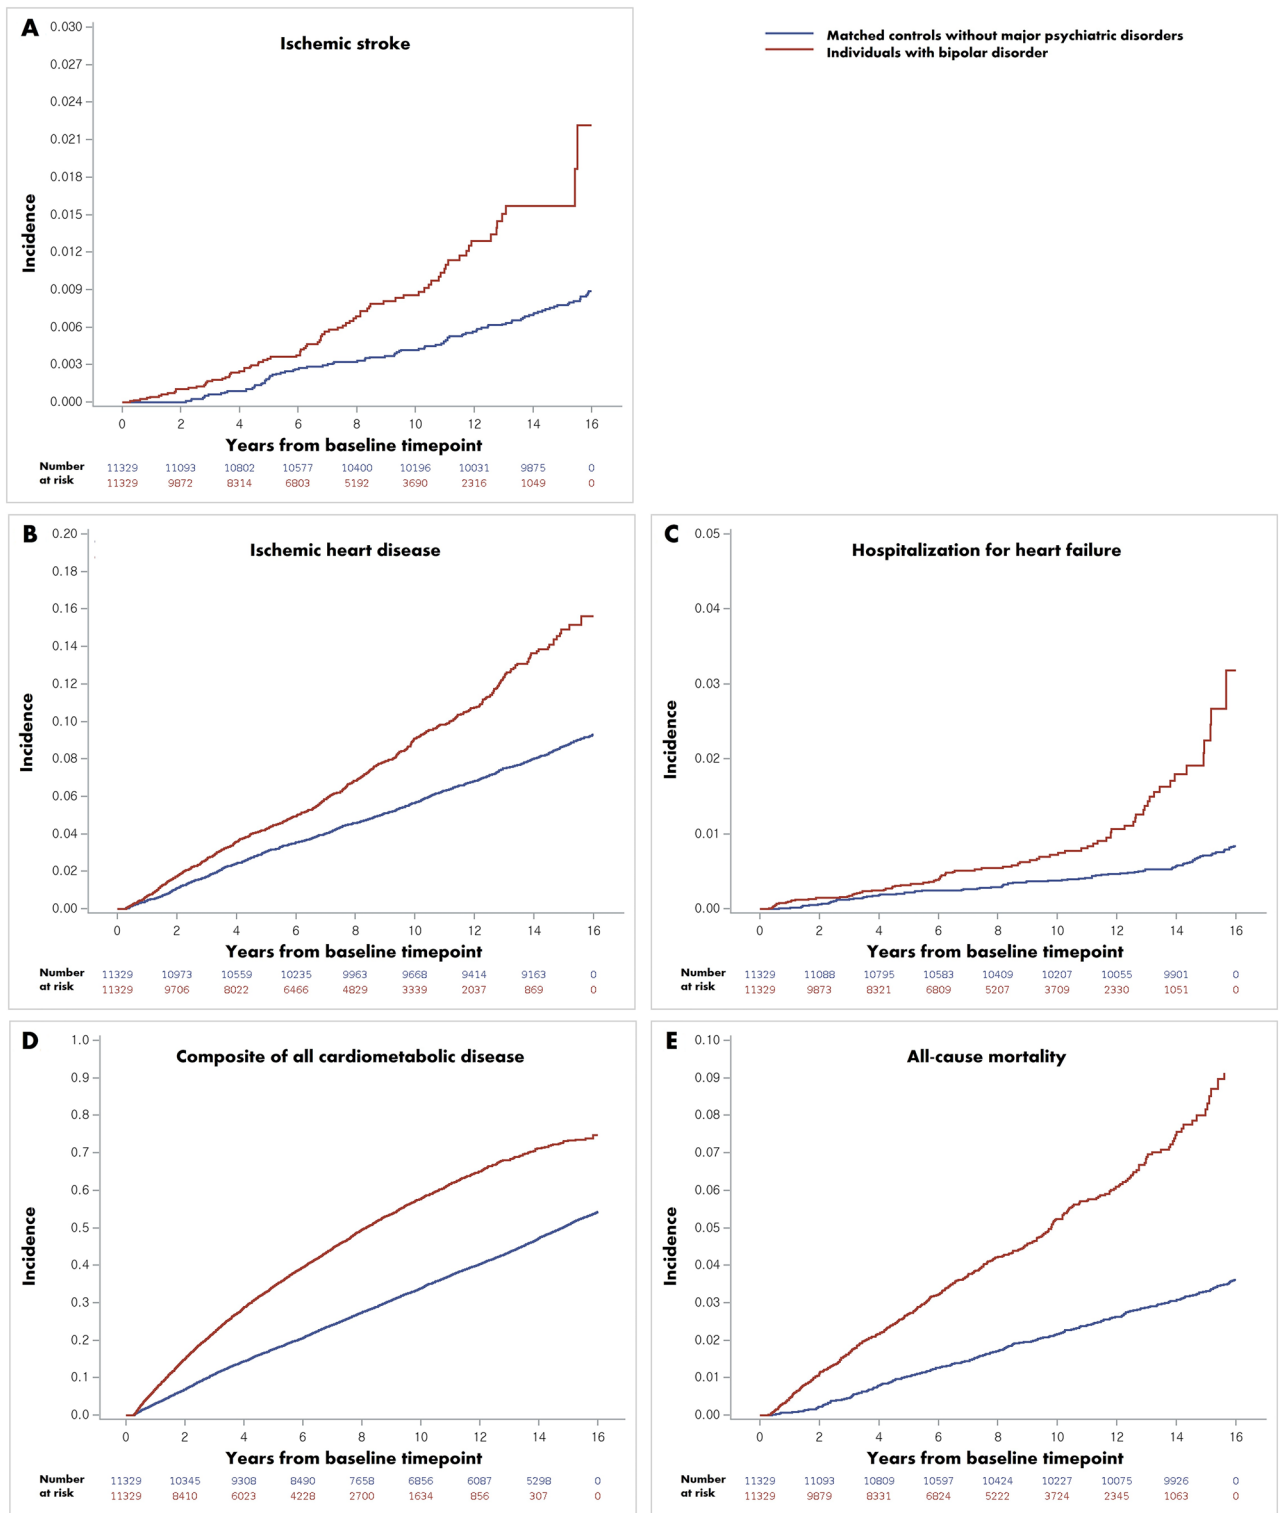 A
Ischemic stroke
Matched controls without major psychiatric disorders
Individuals with bipolar disorder
0.030
0.027
0.024
0.021
0.018
0.015
0.012
0.009
0.006
0.003
0.000
Incidence
0 2 4 6 8 10 12 14 16
Years from baseline timepoint
Number at risk
11329 11093 10802 10577 10400 10196 10031 9875 0
11329 9872 8314 6803 5192 3690 2316 1049 0
B
Ischemic heart disease
0.20
0.18
0.16
0.14
0.12
0.10
0.08
0.06
0.04
0.02
0.00
Incidence
0 2 4 6 8 10 12 14 16
Years from baseline timepoint
Number at risk
11329 10973 10559 10235 9963 9668 9414 9163 0
11329 9706 8022 6466 4829 3339 2037 869 0
C
Hospitalization for heart failure
0.05
0.04
0.03
0.02
0.01
0.00
Incidence
0 2 4 6 8 10 12 14 16
Years from baseline timepoint
Number at risk
11329 11088 10795 10583 10409 10207 10055 9901 0
11329 9873 8321 6809 5207 3709 2330 1051 0
D
Composite of all cardiometabolic disease
1.0
0.9
0.8
0.7
0.6
0.5
0.4
0.3
0.2
0.1
0.0
Incidence
0 2 4 6 8 10 12 14 16
Years from baseline timepoint
Number at risk
11329 10345 9308 8490 7658 6856 6087 5298 0
11329 8410 6023 4228 2700 1634 856 307 0
E
All-cause mortality
0.10
0.09
0.08
0.07
0.06
0.05
0.04
0.03
0.02
0.01
0.00
Incidence
0 2 4 6 8 10 12 14 16
Years from baseline timepoint
Number at risk
11329 11093 10809 10597 10424 10227 10075 9926 0
11329 9879 8331 6824 5222 3724 2345 1063 0